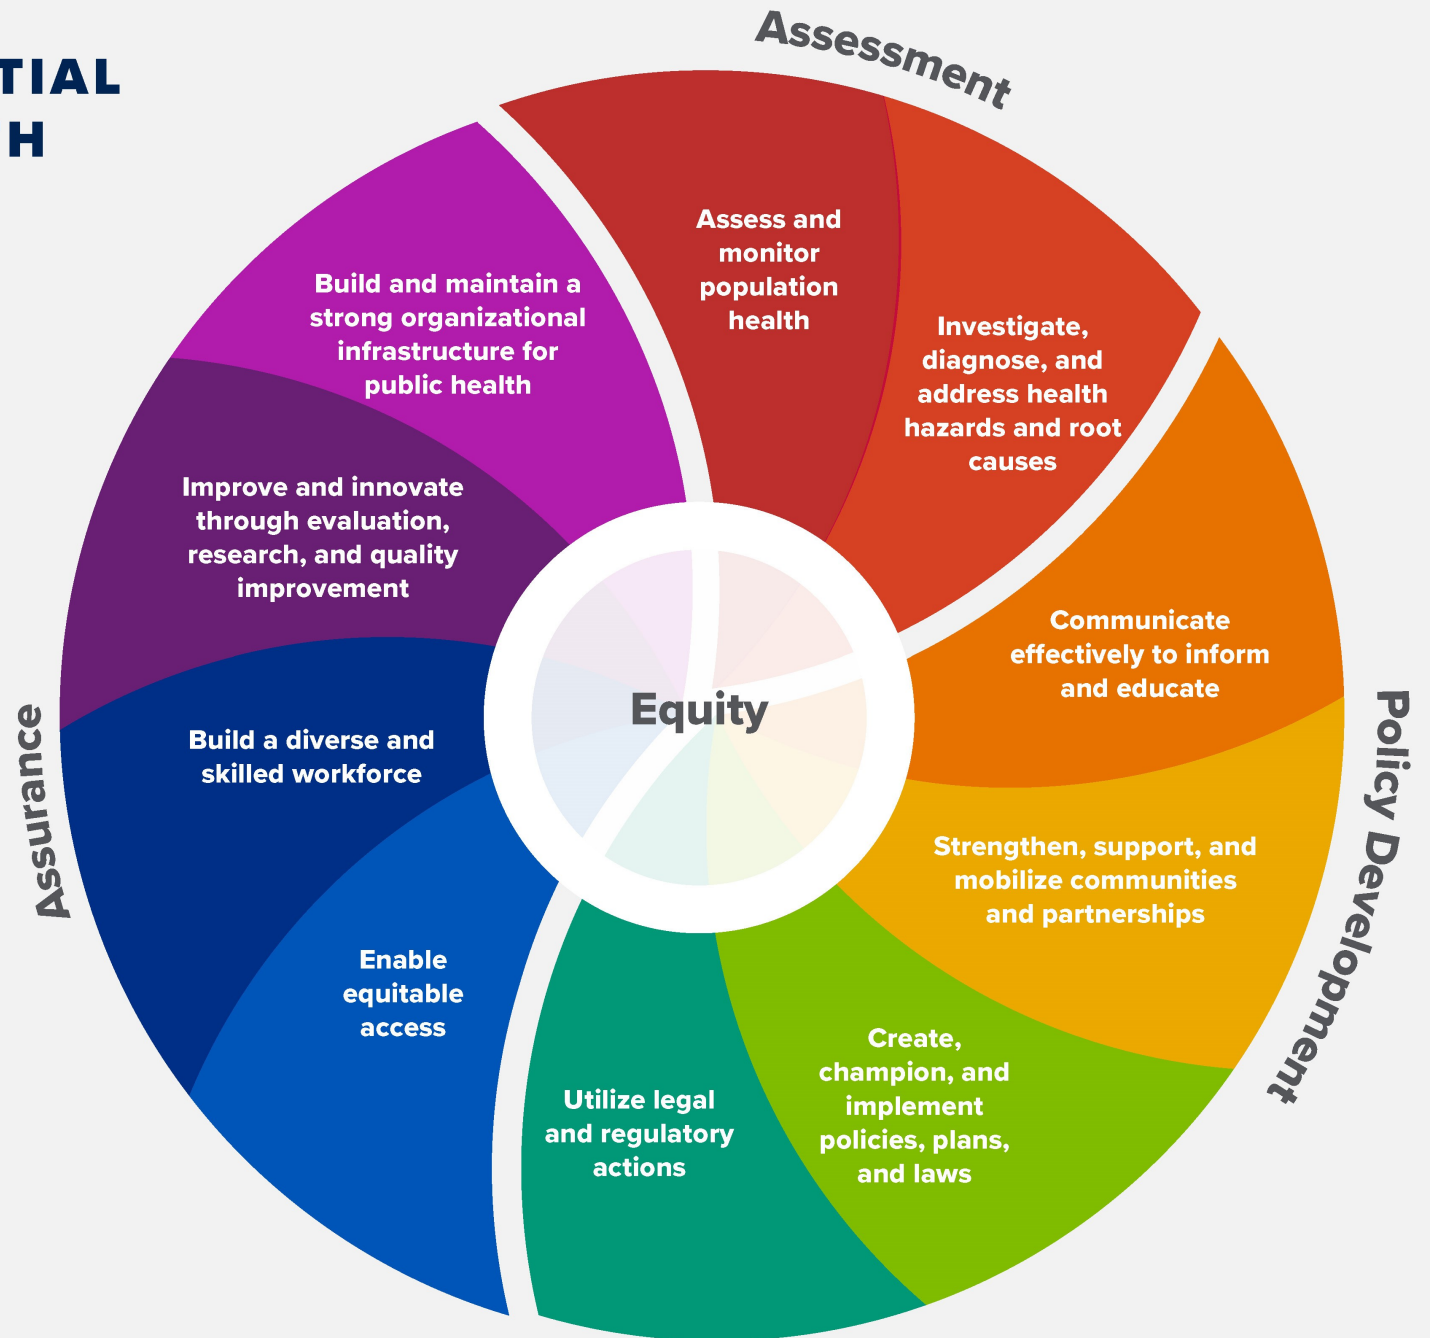 TIAL
H
Assessment
Assess and
monitor
population
health
Investigate,
diagnose, and
address health
hazards and root
causes
Communicate
effectively to inform
and educate
Policy Development
Strengthen, support, and
mobilize communities
and partnerships
Create,
champion, and
implement
policies, plans,
and laws
Utilize legal
and regulatory
actions
Enable
equitable
access
Assurance
Build a diverse and
skilled workforce
Improve and innovate
through evaluation,
research, and quality
improvement
Build and maintain a
strong organizational
infrastructure for
public health
Equity